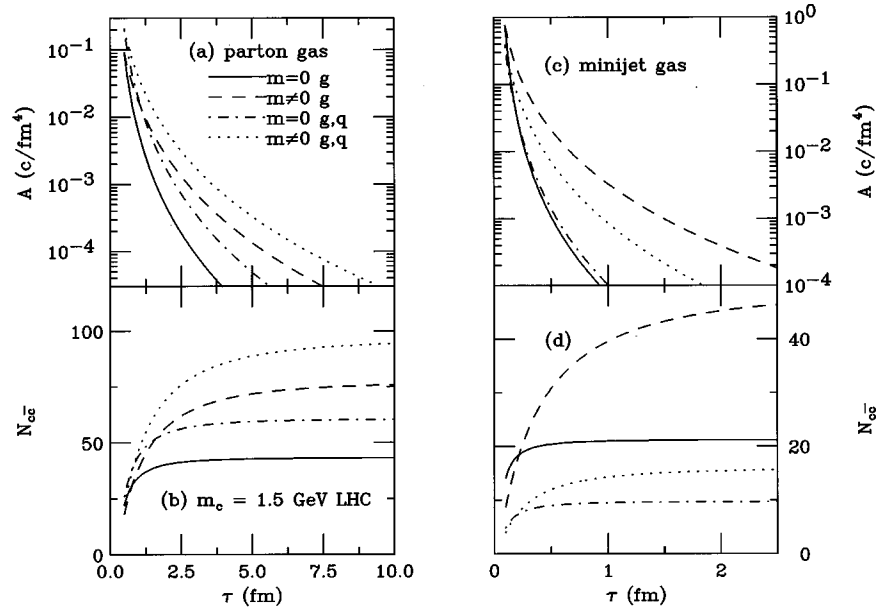 (a) parton gas
m=0 g
m≠0 g
m=0 g,q
m≠0 g,q
A (c/fm⁴)
10⁻¹
10⁻²
10⁻³
10⁻⁴
(c) minijet gas
10⁰
10⁻¹
10⁻²
10⁻³
10⁻⁴
A (c/fm⁴)
(b) m_c = 1.5 GeV LHC
N_cc̅
100
50
0
0.0 2.5 5.0 7.5 10.0
τ (fm)
(d)
40
20
0
N_cc̅
0 1 2
τ (fm)